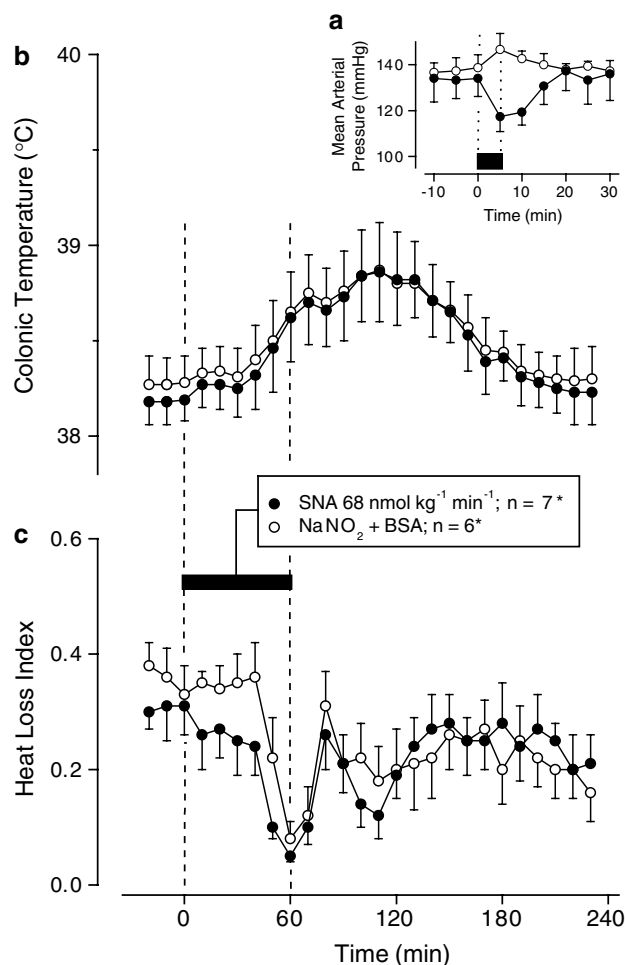 a
Mean Arterial
Pressure (mmHg)
140
120
100
-10 0 10 20 30
Time (min)
b
Colonic Temperature (°C)
40
39
38
SNA 68 nmol kg⁻¹ min⁻¹; n = 7*
NaNO₂ + BSA; n = 6*
c
Heat Loss Index
0.6
0.4
0.2
0.0
0 60 120 180 240
Time (min)